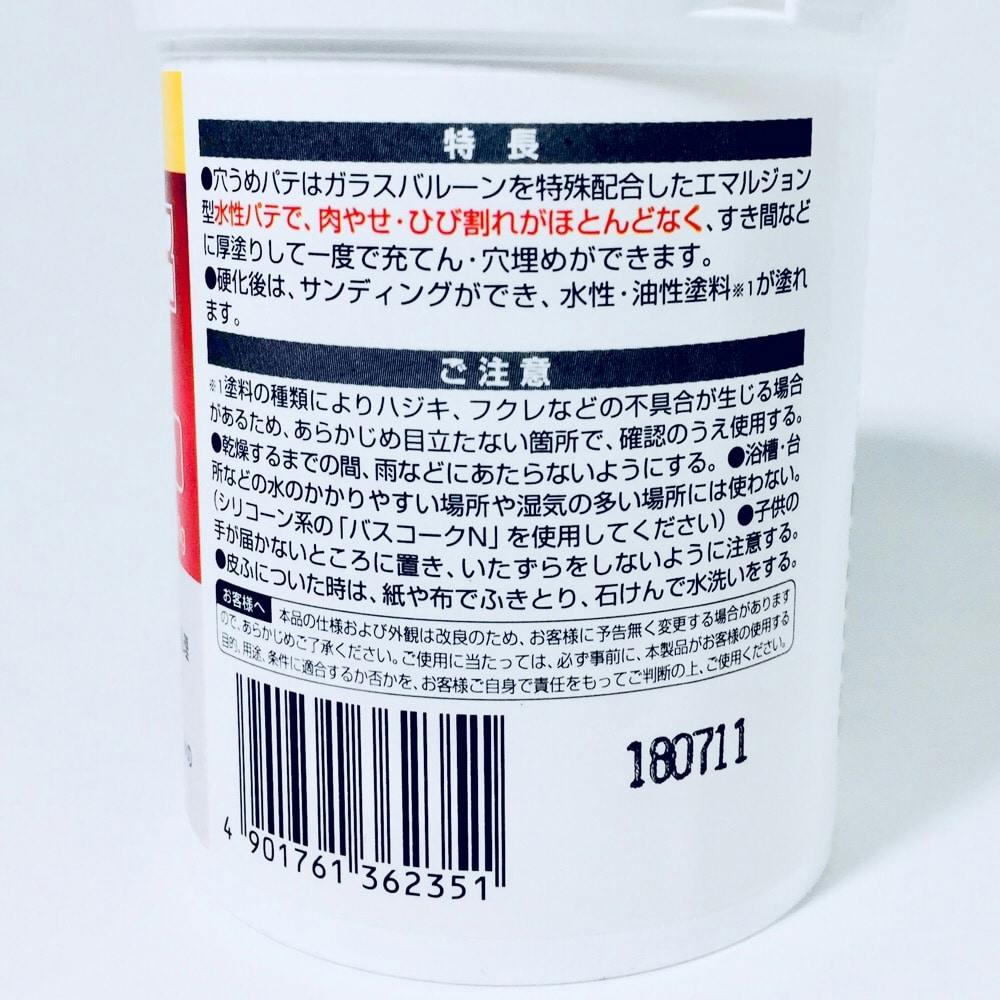 特長
●穴うめパテはガラスバルーンを特殊配合したエマルジョン
型水性パテで、肉やせ・ひび割れがほとんどなく、すき間など
に厚塗りして一度で充てん・穴埋めができます。
●硬化後は、サンディングができ、水性・油性塗料※1が塗れ
ます。
ご注意
※1塗料の種類によりハジキ、フクレなどの不具合が生じる場合
があるため、あらかじめ目立たない箇所で、確認のうえ使用する。
●乾燥するまでの間、雨などにあたらないようにする。●浴槽・台
所などの水のかかりやすい場所や湿気の多い場所には使わない。
(シリコーン系の「バスコークN」を使用してください)●子供の
手が届かないところに置き、いたずらをしないように注意する。
●皮ふについた時は、紙や布でふきとり、石けんで水洗いをする。
お客様へ 本品の仕様および外観は改良のため、お客様に予告無く変更する場合があります
ので、あらかじめご了承ください。ご使用に当たっては、必ず事前に、本製品がお客様の使用する
目的、用途、条件に適合するか否かを、お客様ご自身で責任をもってご判断の上、ご使用ください。
180711
4 901761 362351